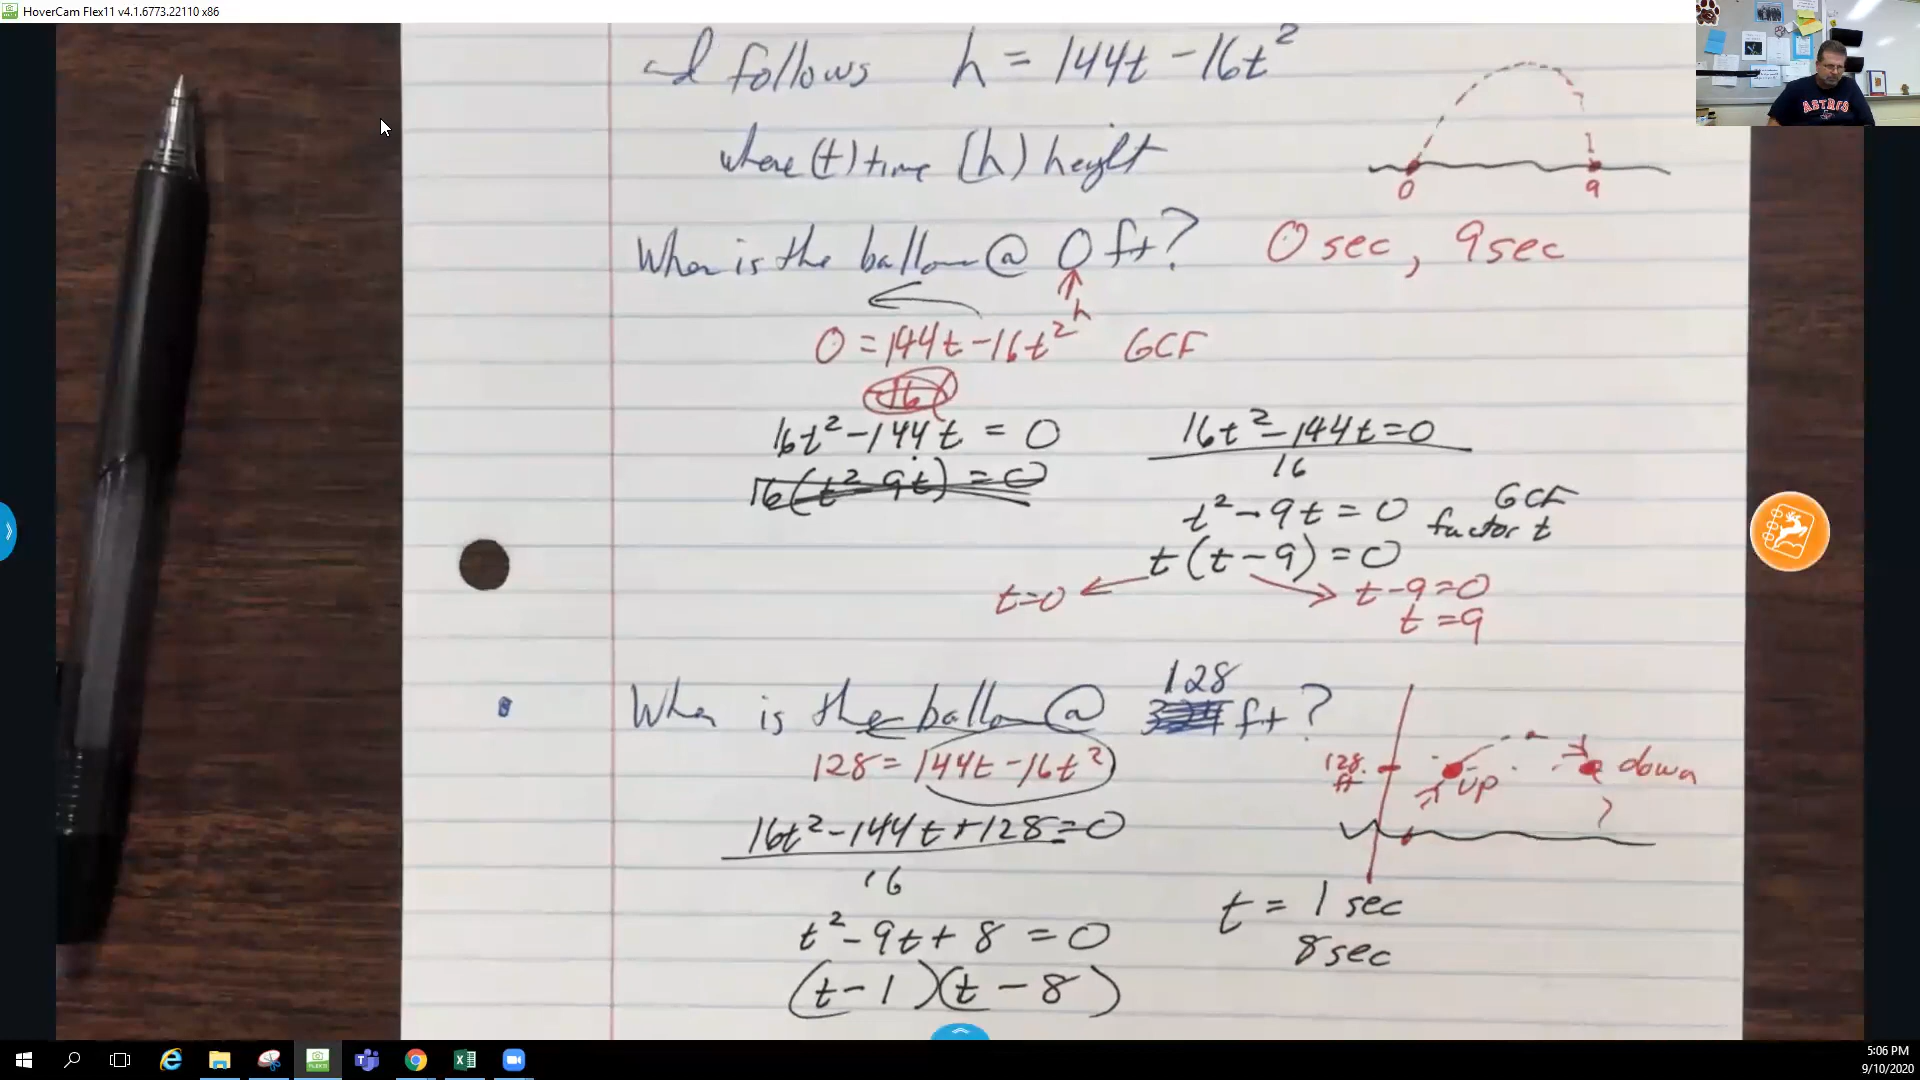 HoverCam Flex11 v4.1.6773.22110 x86
ASTROS
and follows h = 144t - 16t²
where (t) time (h) height
0 9
When is the balloon @ 0 ft? 0 sec, 9 sec
h
0 = 144t - 16t² GCF
16t² - 144t = 0
16(t² 9t) = 0
16t² - 144t = 0
16
t² - 9t = 0 GCF
factor t
t(t - 9) = 0
t=0
t - 9 = 0
t = 9
When is the balloon @ 128 ft?
128 = 144t - 16t²
16t² - 144t + 128 = 0
16
t² - 9t + 8 = 0
(t - 1)(t - 8)
128 ft
up
down
t = 1 sec
8 sec
5:06 PM
9/10/2020